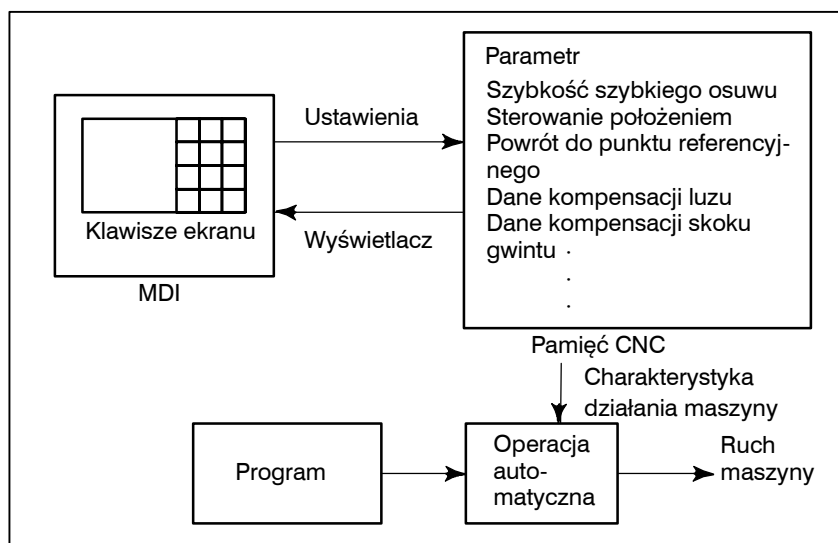 Parametr
Szybkość szybkiego osuwu
Sterowanie położeniem
Powrót do punktu referencyj-
nego
Dane kompensacji luzu
Dane kompensacji skoku
gwintu .
.
.
Ustawienia
Wyświetlacz
Klawisze ekranu
MDI
Pamięć CNC
Charakterystyka
działania maszyny
Program
Operacja
auto-
matyczna
Ruch
maszyny